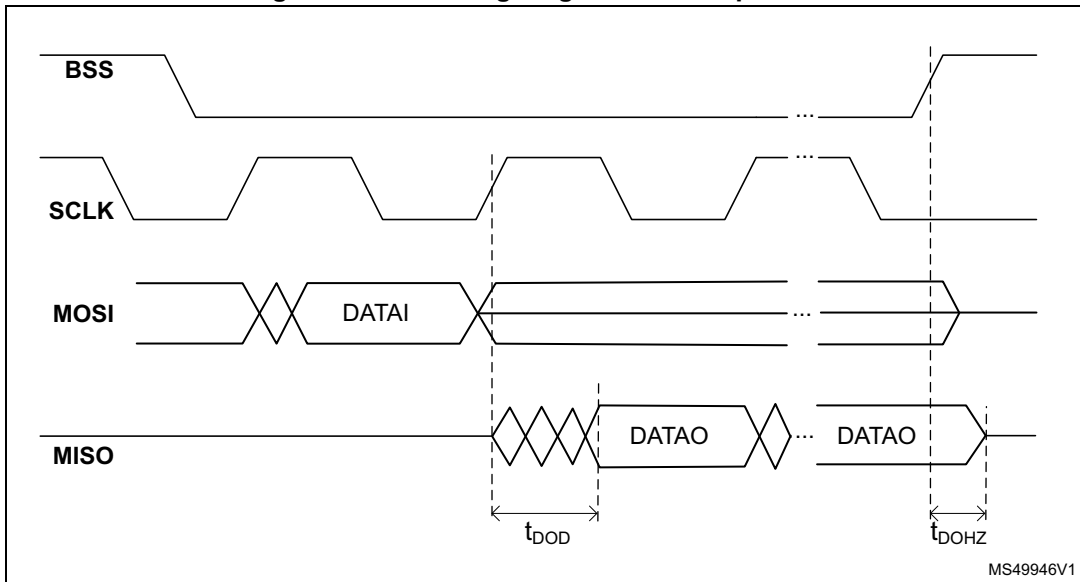 BSS
...
...
SCLK
MOSI
DATAI
...
MISO
DATAO
... DATAO
tDOD
tDOHZ
MS49946V1